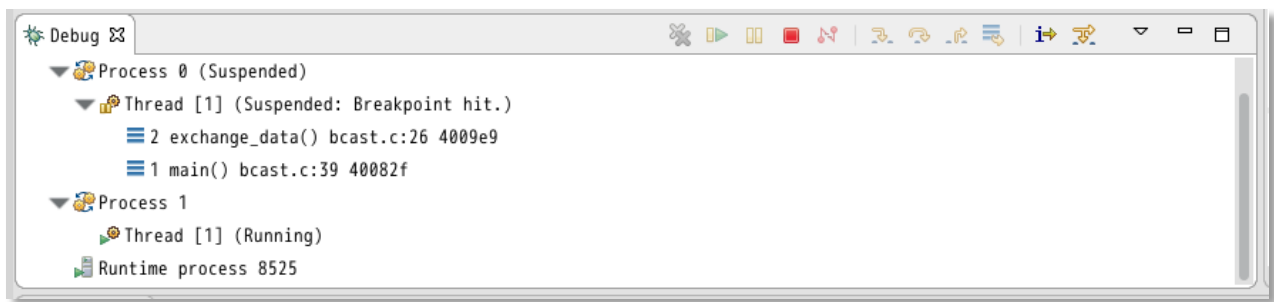 Debug
Process 0 (Suspended)
Thread [1] (Suspended: Breakpoint hit.)
2 exchange_data() bcast.c:26 4009e9
1 main() bcast.c:39 40082f
Process 1
Thread [1] (Running)
Runtime process 8525